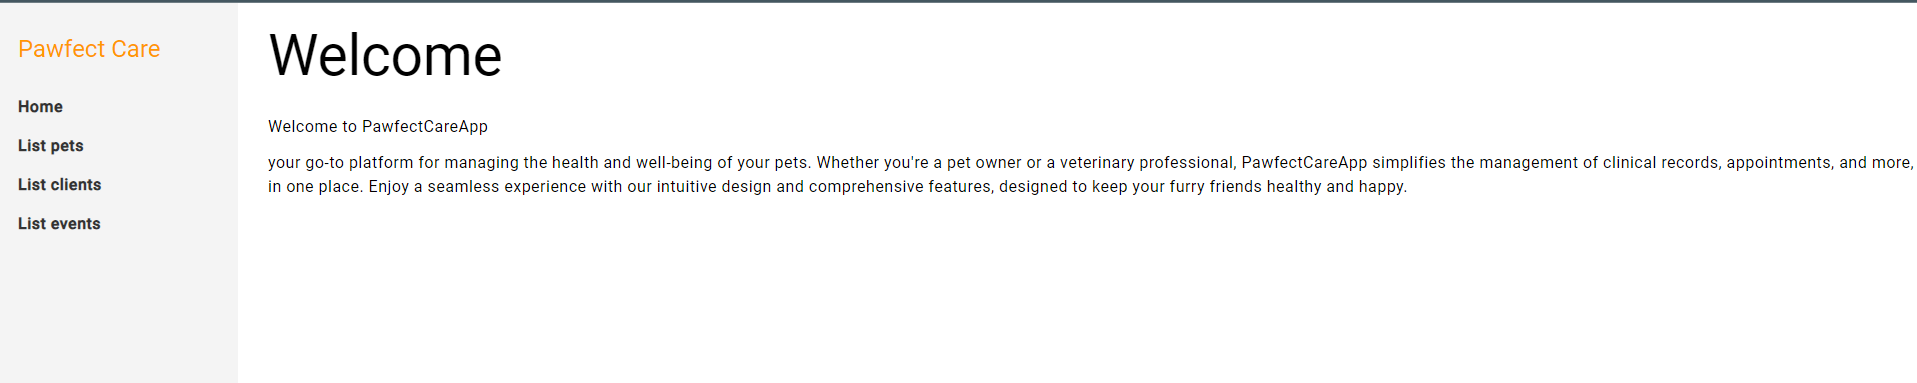 Pawfect Care
Home
List pets
List clients
List events
Welcome
Welcome to PawfectCareApp
your go-to platform for managing the health and well-being of your pets. Whether you're a pet owner or a veterinary professional, PawfectCareApp simplifies the management of clinical records, appointments, and more,
in one place. Enjoy a seamless experience with our intuitive design and comprehensive features, designed to keep your furry friends healthy and happy.